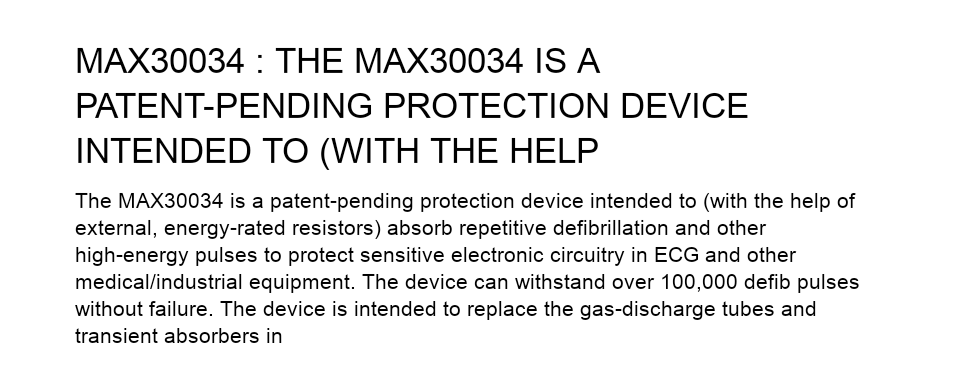 MAX30034 : THE MAX30034 IS A
PATENT-PENDING PROTECTION DEVICE
INTENDED TO (WITH THE HELP
The MAX30034 is a patent-pending protection device intended to (with the help of
external, energy-rated resistors) absorb repetitive defibrillation and other
high-energy pulses to protect sensitive electronic circuitry in ECG and other
medical/industrial equipment. The device can withstand over 100,000 defib pulses
without failure. The device is intended to replace the gas-discharge tubes and
transient absorbers in